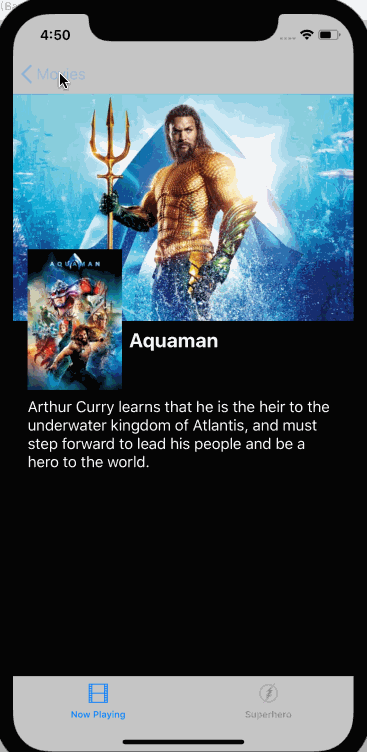 4:50
Movies
AQUAMAN
Aquaman
Arthur Curry learns that he is the heir to the
underwater kingdom of Atlantis, and must
step forward to lead his people and be a
hero to the world.
Now Playing
Superhero